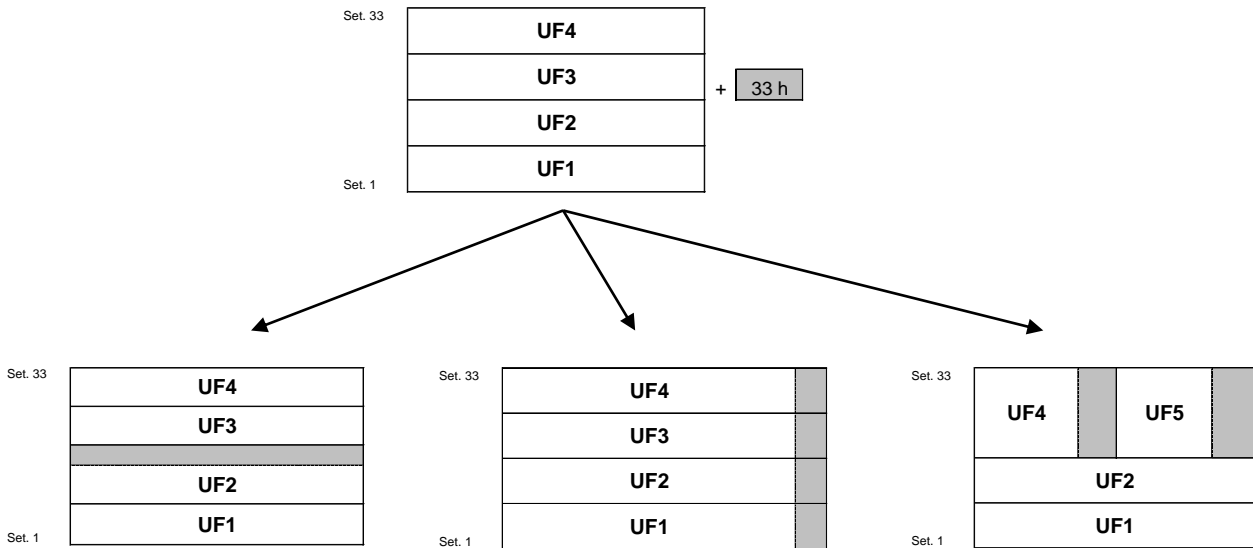 Set. 33
UF4
UF3
+ 33 h
UF2
UF1
Set. 1
Set. 33
UF4
UF3
UF2
UF1
Set. 1
Set. 33
UF4
UF3
UF2
UF1
Set. 1
Set. 33
UF4 UF5
UF2
UF1
Set. 1